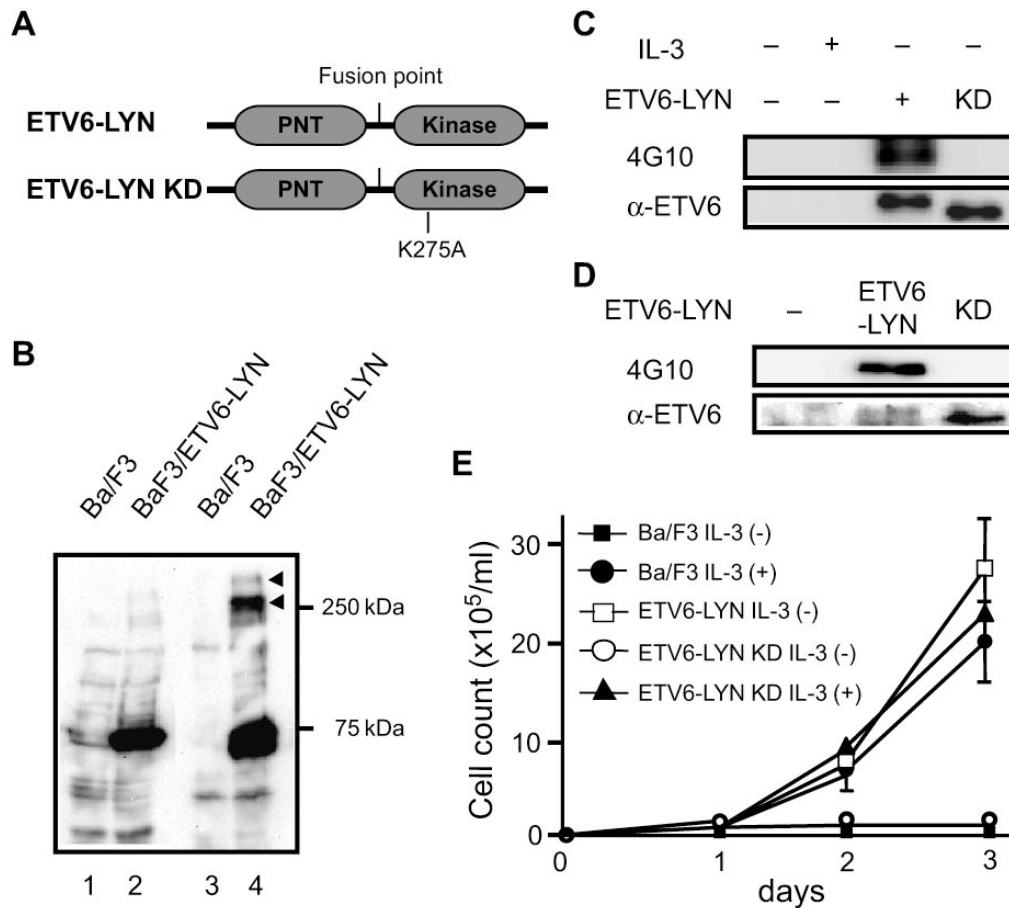 A
Fusion point
ETV6-LYN
PNT
Kinase
ETV6-LYN KD
PNT
Kinase
K275A
B
Ba/F3
BaF3/ETV6-LYN
Ba/F3
BaF3/ETV6-LYN
250 kDa
75 kDa
1 2 3 4
C
IL-3 – + – –
ETV6-LYN – – + KD
4G10
α-ETV6
D
ETV6-LYN – ETV6 -LYN KD
4G10
α-ETV6
E
Cell count (x10⁵/ml)
30
20
10
0
Ba/F3 IL-3 (-)
Ba/F3 IL-3 (+)
ETV6-LYN IL-3 (-)
ETV6-LYN KD IL-3 (-)
ETV6-LYN KD IL-3 (+)
0 1 2 3
days